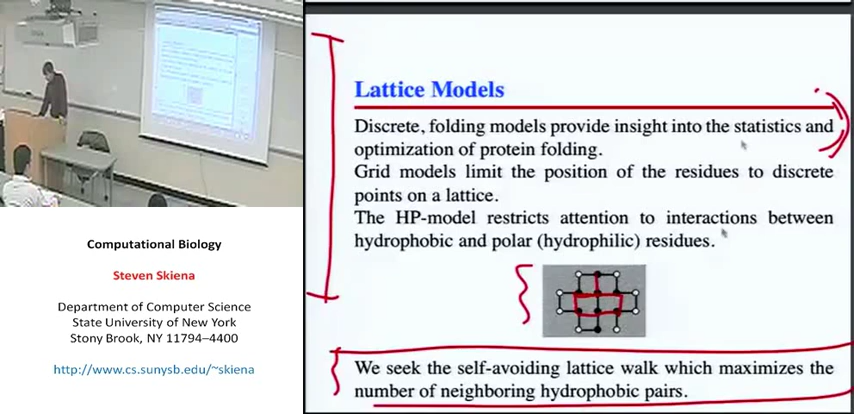 Computational Biology
Steven Skiena
Department of Computer Science
State University of New York
Stony Brook, NY 11794–4400
http://www.cs.sunysb.edu/~skiena
Lattice Models
Discrete, folding models provide insight into the statistics and
optimization of protein folding.
Grid models limit the position of the residues to discrete
points on a lattice.
The HP-model restricts attention to interactions between
hydrophobic and polar (hydrophilic) residues.
We seek the self-avoiding lattice walk which maximizes the
number of neighboring hydrophobic pairs.